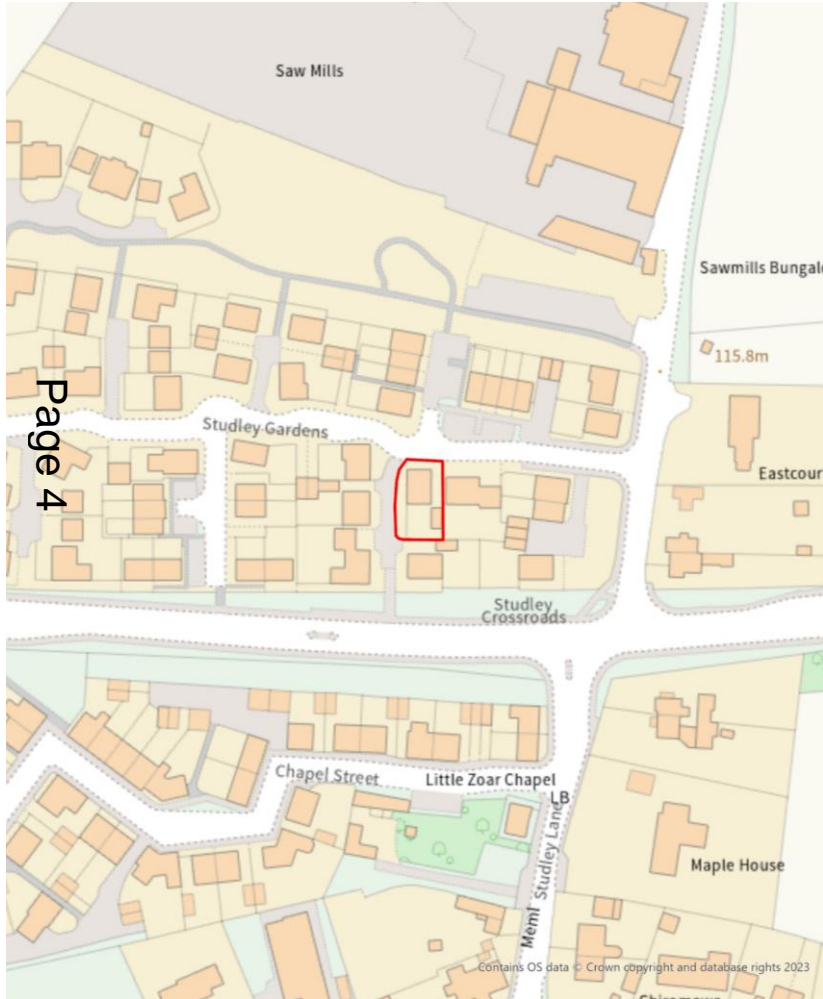 Saw Mills
Sawmills Bungal
115.8m
Page 4
Studley Gardens
Eastcour
Studley
Crossroads
Chapel Street
Little Zoar Chapel
LB
Studley Lane
Maple House
Meml
Contains OS data © Crown copyright and database rights 2023